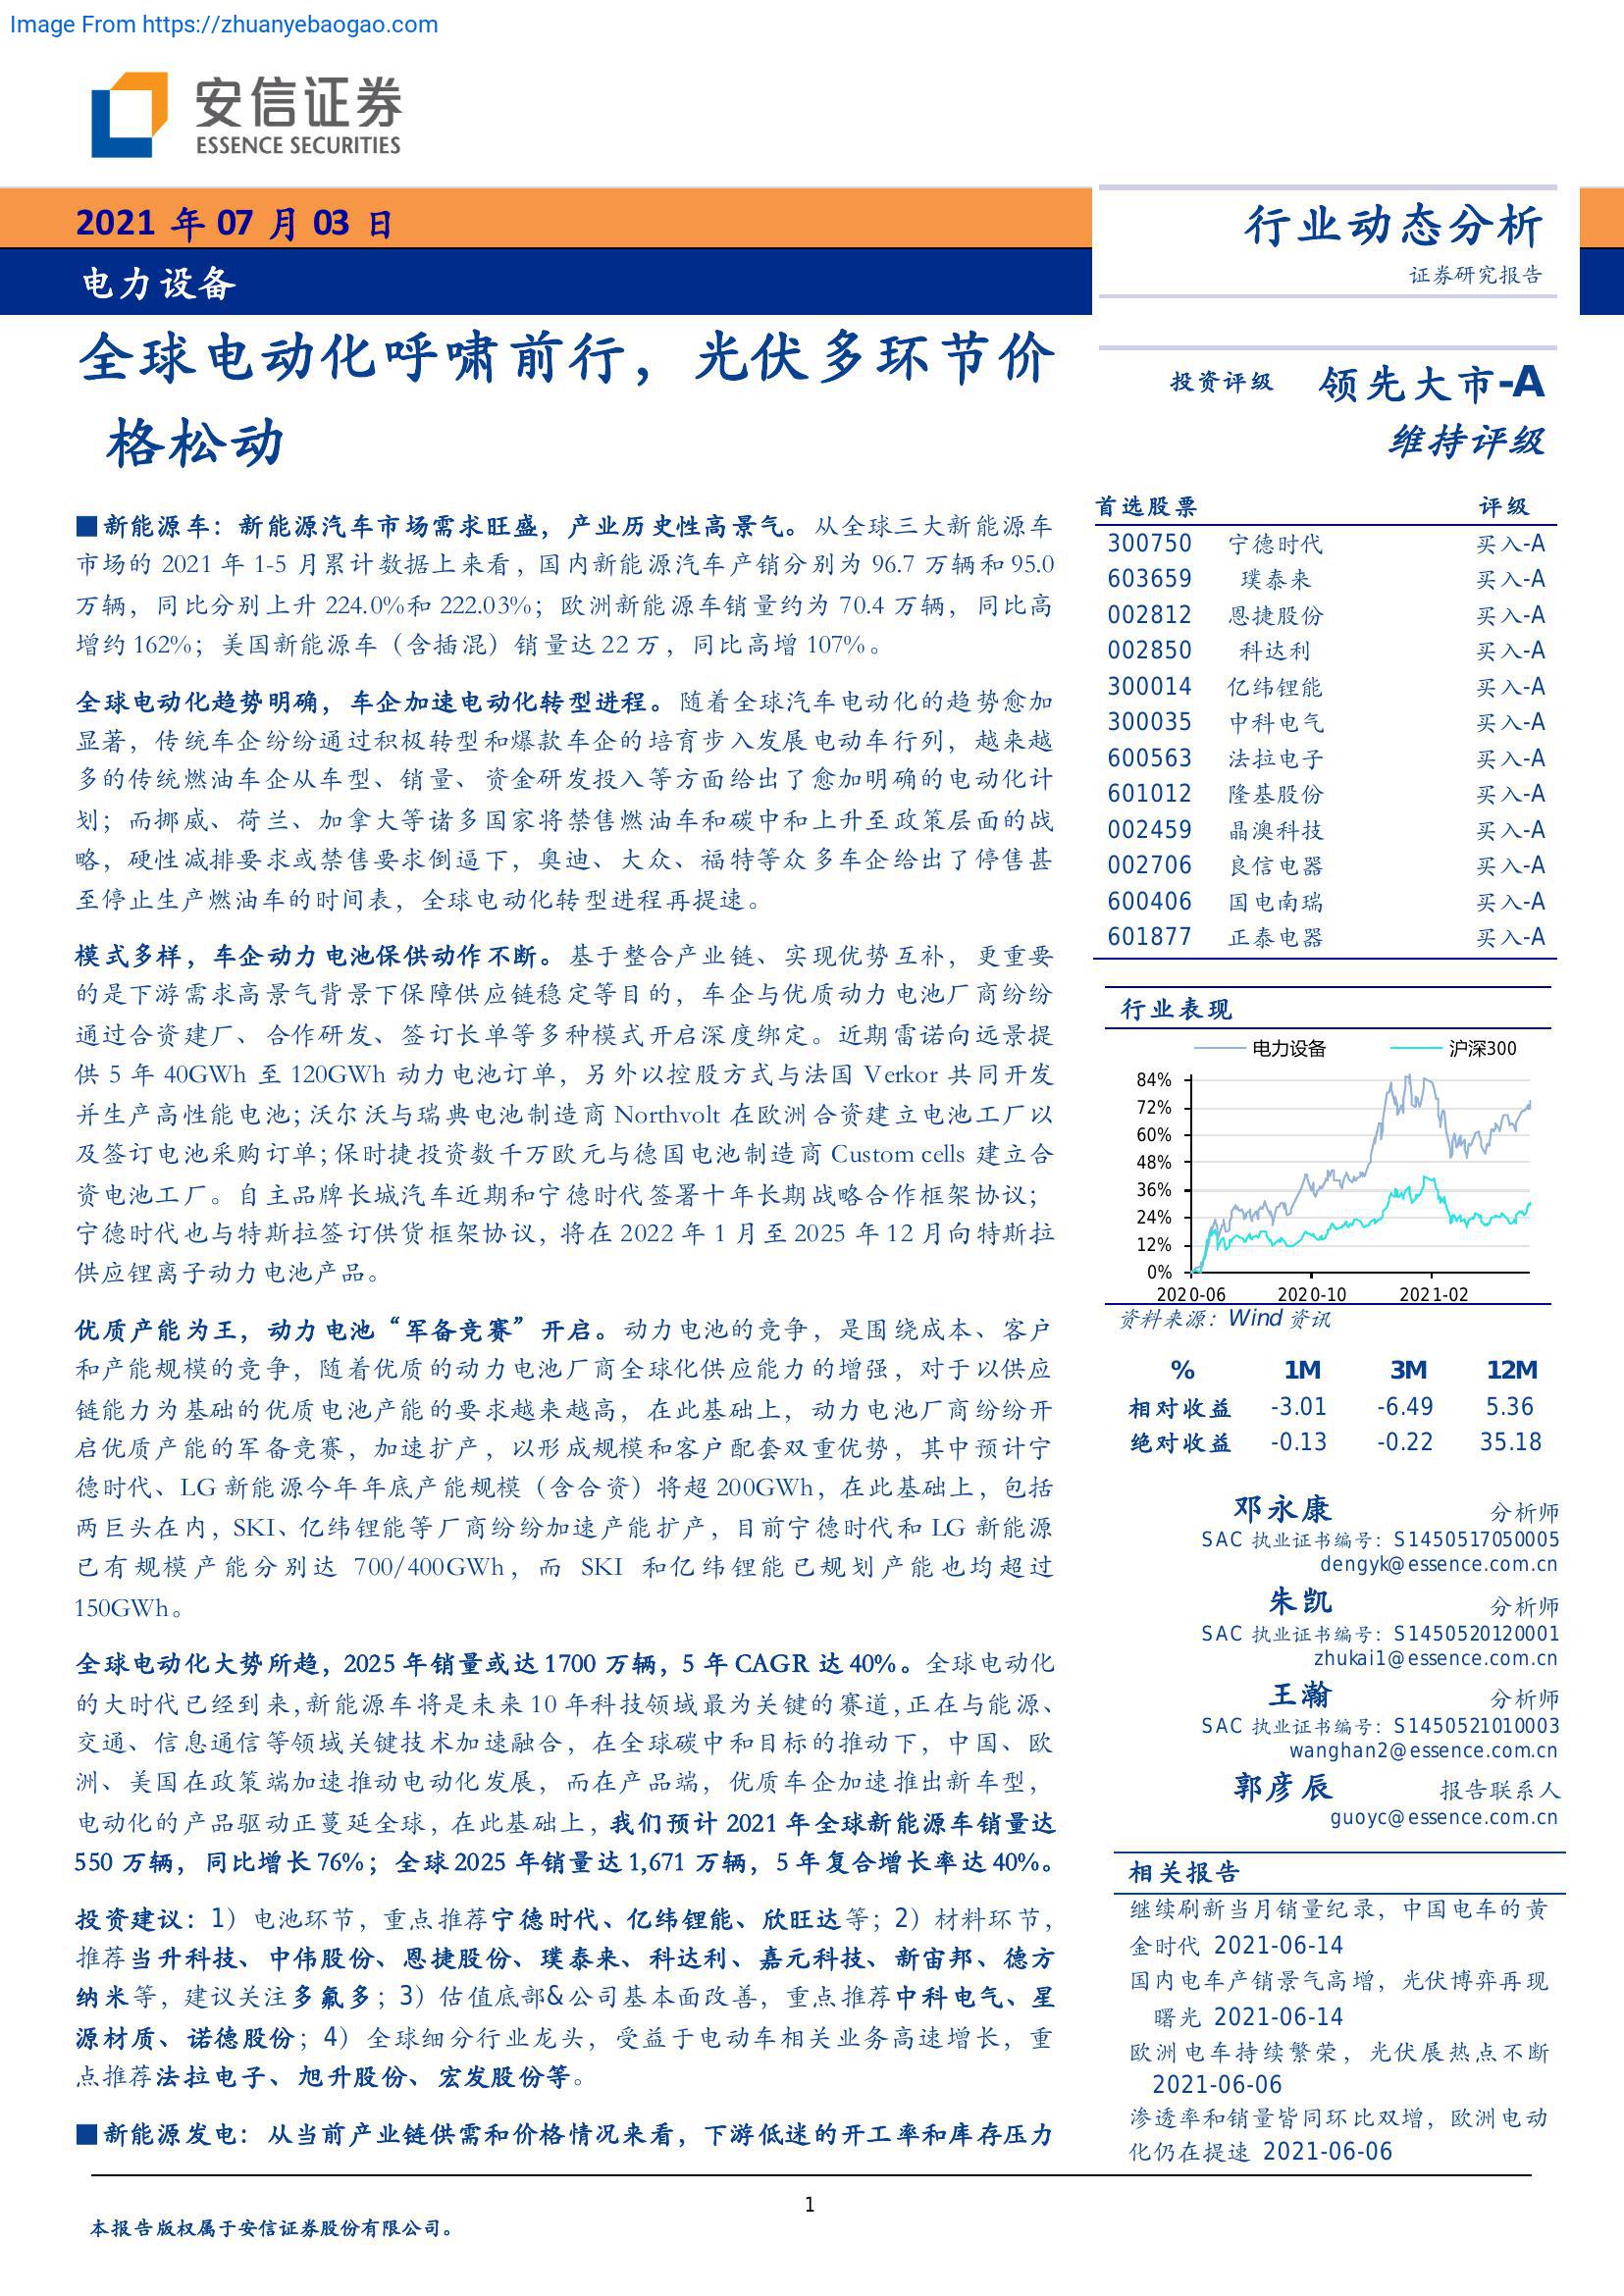 Image From https://zhuanyebaogao.com
安信证券
ESSENCE SECURITIES
2021 年 07 月 03 日
电力设备
行业动态分析
证券研究报告
全球电动化呼啸前行，光伏多环节价
格松动
■新能源车：新能源汽车市场需求旺盛，产业历史性高景气。从全球三大新能源车
市场的 2021 年 1-5 月累计数据上来看，国内新能源汽车产销分别为 96.7 万辆和 95.0
万辆，同比分别上升 224.0%和 222.03%；欧洲新能源车销量约为 70.4 万辆，同比高
增约 162%；美国新能源车（含插混）销量达 22 万，同比高增 107%。
全球电动化趋势明确，车企加速电动化转型进程。随着全球汽车电动化的趋势愈加
显著，传统车企纷纷通过积极转型和爆款车企的培育步入发展电动车行列，越来越
多的传统燃油车企从车型、销量、资金研发投入等方面给出了愈加明确的电动化计
划；而挪威、荷兰、加拿大等诸多国家将禁售燃油车和碳中和上升至政策层面的战
略，硬性减排要求或禁售要求倒逼下，奥迪、大众、福特等众多车企给出了停售甚
至停止生产燃油车的时间表，全球电动化转型进程再提速。
模式多样，车企动力电池保供动作不断。基于整合产业链、实现优势互补，更重要
的是下游需求高景气背景下保障供应链稳定等目的，车企与优质动力电池厂商纷纷
通过合资建厂、合作研发、签订长单等多种模式开启深度绑定。近期雷诺向远景提
供 5 年 40GWh 至 120GWh 动力电池订单，另外以控股方式与法国 Verkor 共同开发
并生产高性能电池；沃尔沃与瑞典电池制造商 Northvolt 在欧洲合资建立电池工厂以
及签订电池采购订单；保时捷投资数千万欧元与德国电池制造商 Custom cells 建立合
资电池工厂。自主品牌长城汽车近期和宁德时代签署十年长期战略合作框架协议；
宁德时代也与特斯拉签订供货框架协议，将在 2022 年 1 月至 2025 年 12 月向特斯拉
供应锂离子动力电池产品。
优质产能为王，动力电池“军备竞赛”开启。动力电池的竞争，是围绕成本、客户
和产能规模的竞争，随着优质的动力电池厂商全球化供应能力的增强，对于以供应
链能力为基础的优质电池产能的要求越来越高，在此基础上，动力电池厂商纷纷开
启优质产能的军备竞赛，加速扩产，以形成规模和客户配套双重优势，其中预计宁
德时代、LG 新能源今年年底产能规模（含合资）将超 200GWh，在此基础上，包括
两巨头在内，SKI、亿纬锂能等厂商纷纷加速产能扩产，目前宁德时代和 LG 新能源
已有规模产能分别达 700/400GWh，而 SKI 和亿纬锂能已规划产能也均超过
150GWh。
全球电动化大势所趋，2025 年销量或达 1700 万辆，5 年 CAGR 达 40%。全球电动化
的大时代已经到来，新能源车将是未来 10 年科技领域最为关键的赛道，正在与能源、
交通、信息通信等领域关键技术加速融合，在全球碳中和目标的推动下，中国、欧
洲、美国在政策端加速推动电动化发展，而在产品端，优质车企加速推出新车型，
电动化的产品驱动正蔓延全球，在此基础上，我们预计 2021 年全球新能源车销量达
550 万辆，同比增长 76%；全球 2025 年销量达 1,671 万辆，5 年复合增长率达 40%。
投资建议：1）电池环节，重点推荐宁德时代、亿纬锂能、欣旺达等；2）材料环节，
推荐当升科技、中伟股份、恩捷股份、璞泰来、科达利、嘉元科技、新宙邦、德方
纳米等，建议关注多氟多；3）估值底部&公司基本面改善，重点推荐中科电气、星
源材质、诺德股份；4）全球细分行业龙头，受益于电动车相关业务高速增长，重
点推荐法拉电子、旭升股份、宏发股份等。
■新能源发电：从当前产业链供需和价格情况来看，下游低迷的开工率和库存压力
投资评级 领先大市-A
维持评级
首选股票 评级
300750 宁德时代 买入-A
603659 璞泰来 买入-A
002812 恩捷股份 买入-A
002850 科达利 买入-A
300014 亿纬锂能 买入-A
300035 中科电气 买入-A
600563 法拉电子 买入-A
601012 隆基股份 买入-A
002459 晶澳科技 买入-A
002706 良信电器 买入-A
600406 国电南瑞 买入-A
601877 正泰电器 买入-A
行业表现
电力设备 沪深300
84%
72%
60%
48%
36%
24%
12%
0%
2020-06 2020-10 2021-02
资料来源：Wind 资讯
% 1M 3M 12M
相对收益 -3.01 -6.49 5.36
绝对收益 -0.13 -0.22 35.18
邓永康 分析师
SAC 执业证书编号：S1450517050005
dengyk@essence.com.cn
朱凯 分析师
SAC 执业证书编号：S1450520120001
zhukai1@essence.com.cn
王瀚 分析师
SAC 执业证书编号：S1450521010003
wanghan2@essence.com.cn
郭彦辰 报告联系人
guoyc@essence.com.cn
相关报告
继续刷新当月销量纪录，中国电车的黄
金时代 2021-06-14
国内电车产销景气高增，光伏博弈再现
曙光 2021-06-14
欧洲电车持续繁荣，光伏展热点不断
2021-06-06
渗透率和销量皆同环比双增，欧洲电动
化仍在提速 2021-06-06
1
本报告版权属于安信证券股份有限公司。